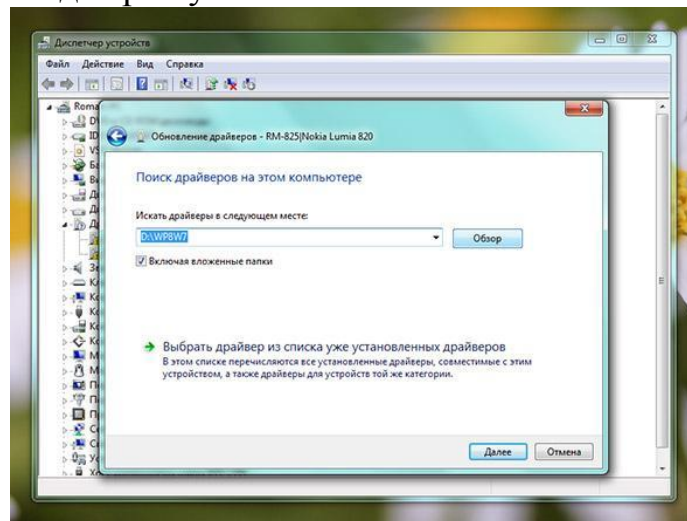 Диспетчер устройств
Файл Действие Вид Справка
Roma
Обновление драйверов - RM-825|Nokia Lumia 820
Поиск драйверов на этом компьютере
Искать драйверы в следующем месте:
D:\WP8W7
Обзор
Включая вложенные папки
Выбрать драйвер из списка уже установленных драйверов
В этом списке перечисляются все установленные драйверы, совместимые с этим
устройством, а также драйверы для устройств той же категории.
Далее Отмена